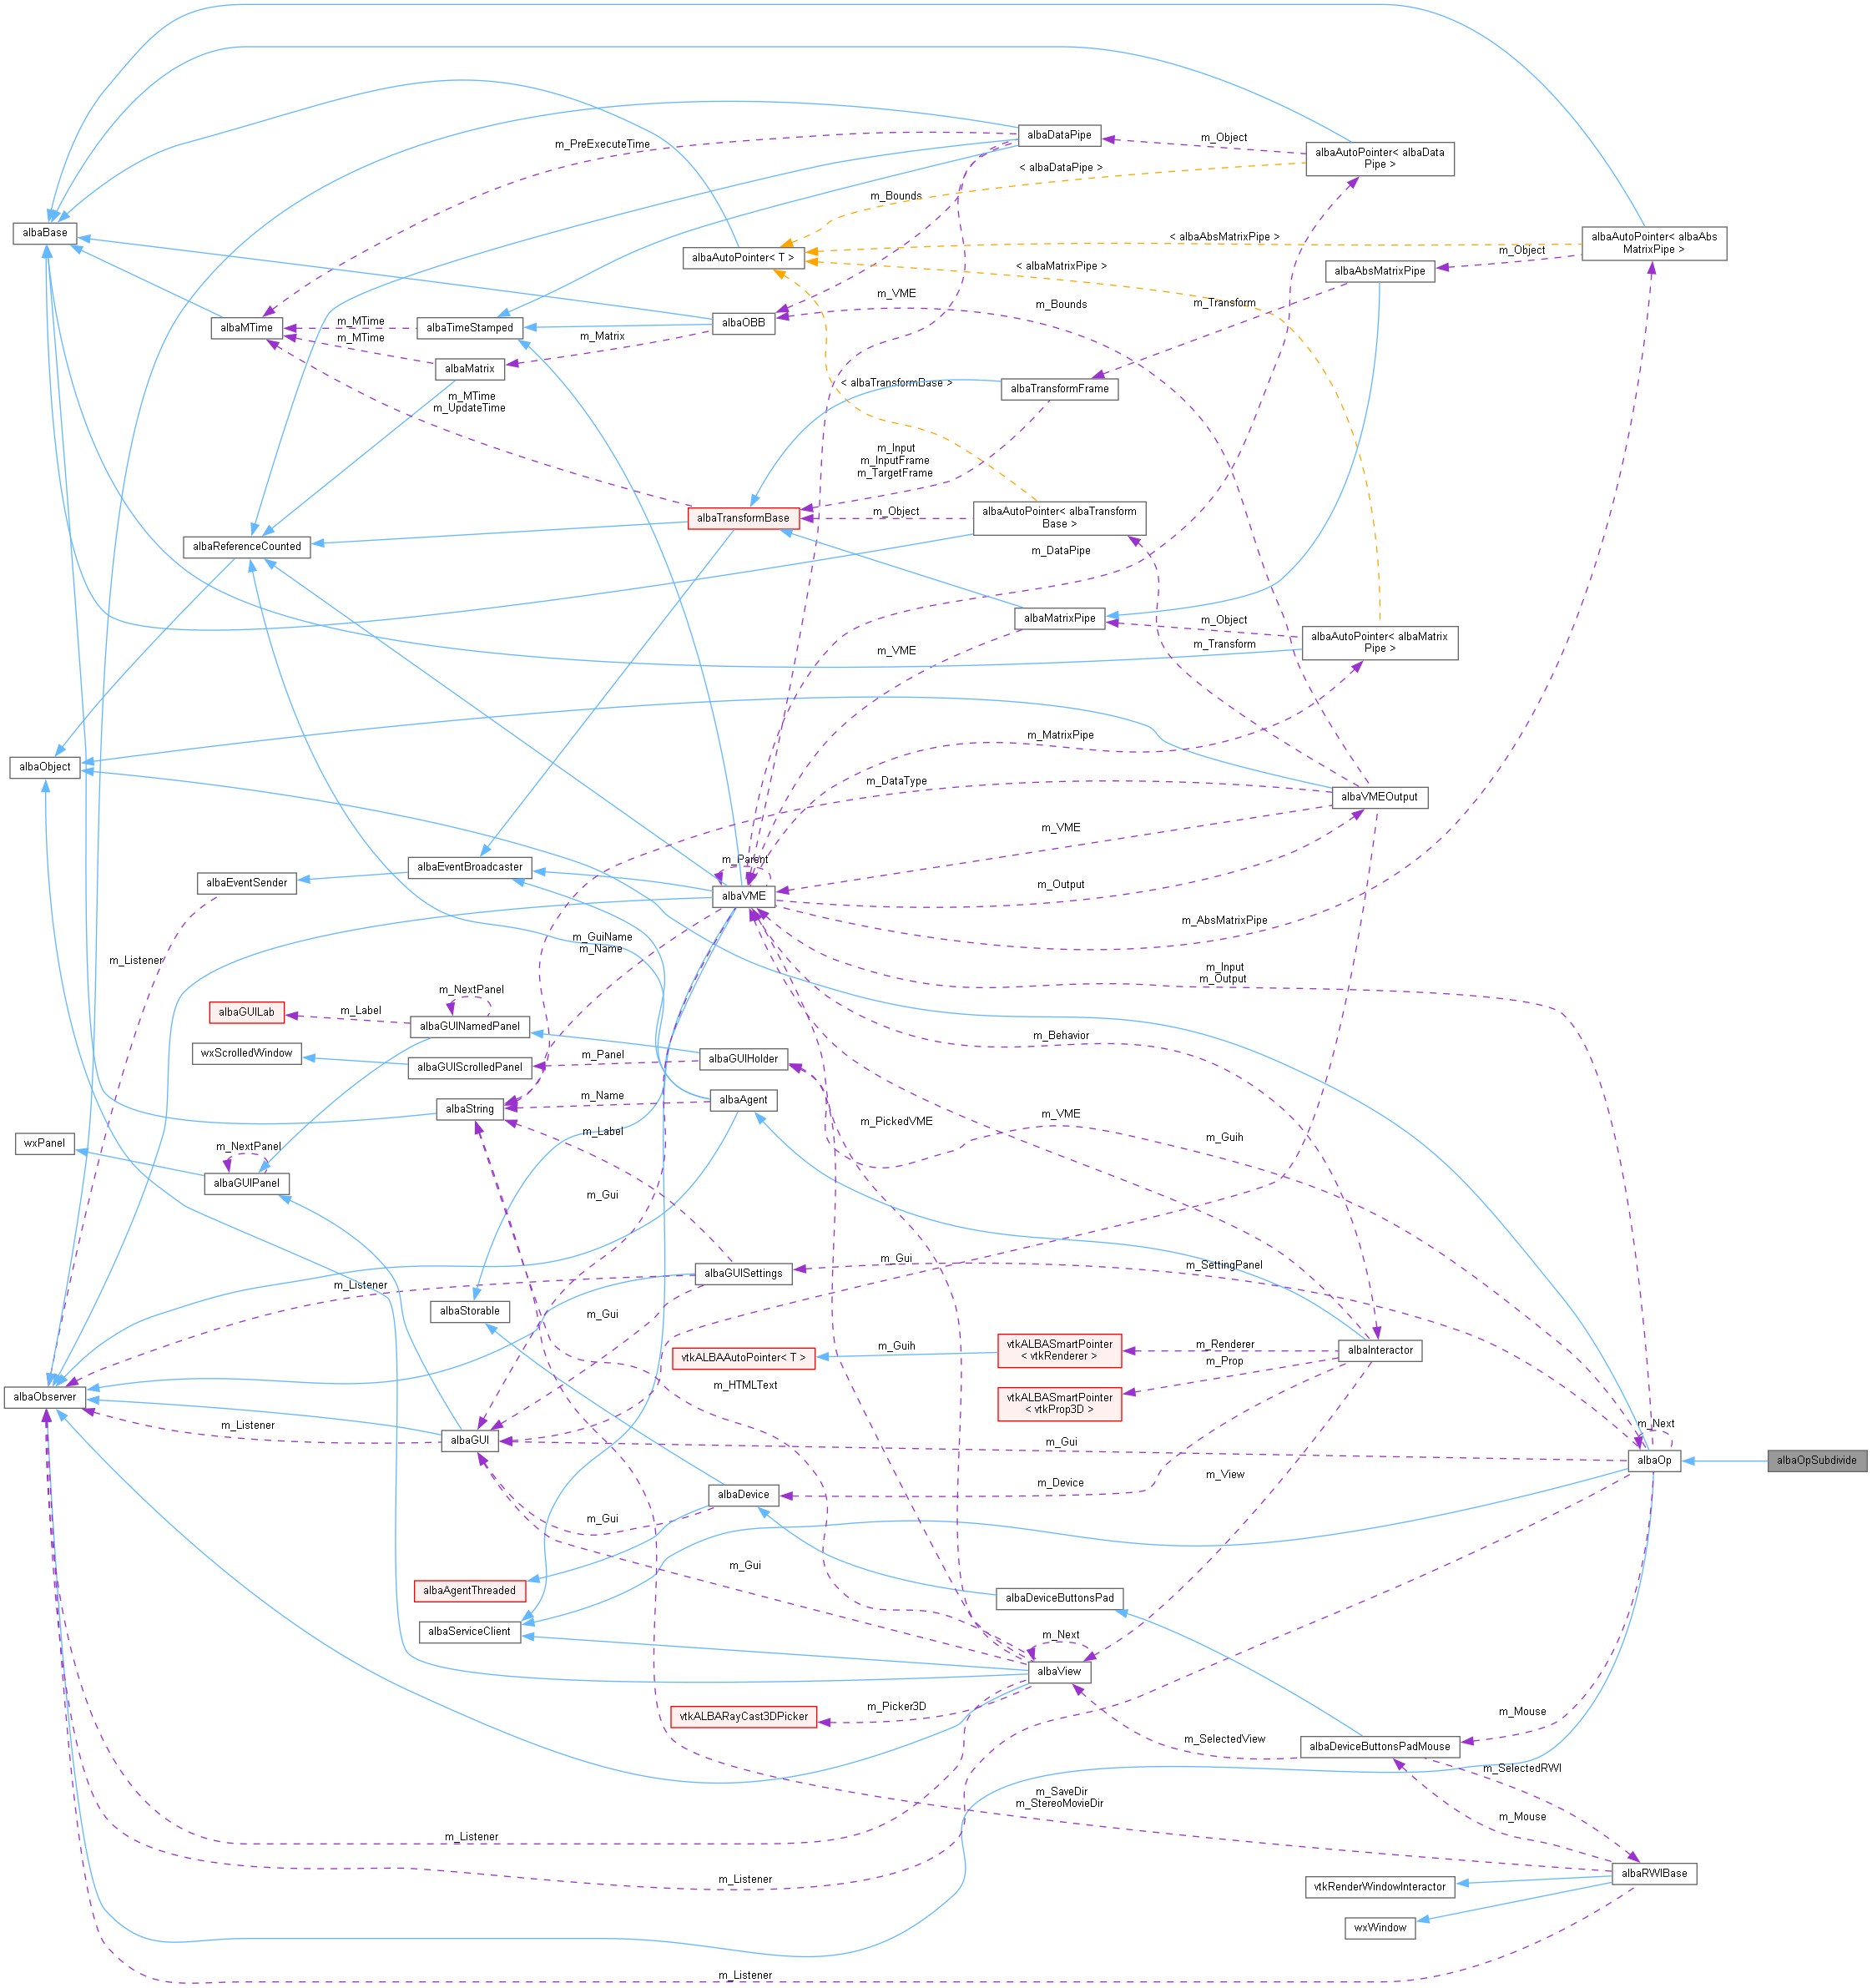 albaDataPipe
m_PreExecuteTime
m_Object
albaAutoPointer< albaData
Pipe >
< albaDataPipe >
m_Bounds
albaBase
albaAutoPointer< T >
< albaAbsMatrixPipe >
albaAutoPointer< albaAbs
MatrixPipe >
m_Object
< albaMatrixPipe >
albaAbsMatrixPipe
m_VME
m_Bounds
m_Transform
albaMTime
m_MTime
albaTimeStamped
albaOBB
m_MTime
m_Matrix
albaMatrix
< albaTransformBase >
albaTransformFrame
m_MTime
m_UpdateTime
m_Input
m_InputFrame
m_TargetFrame
albaTransformBase
m_Object
albaAutoPointer< albaTransform
Base >
albaReferenceCounted
m_DataPipe
albaMatrixPipe
m_Object
albaAutoPointer< albaMatrix
Pipe >
m_VME
m_Transform
m_MatrixPipe
albaObject
m_DataType
albaVMEOutput
m_VME
albaEventBroadcaster
m_Parent
albaEventSender
albaVME
m_Output
m_AbsMatrixPipe
m_GuiName
m_Name
m_Listener
m_Input
m_Output
m_NextPanel
albaGUILab
m_Label
albaGUINamedPanel
m_Behavior
wxScrolledWindow
albaGUIScrolledPanel
m_Panel
albaGUIHolder
albaString
m_Name
albaAgent
m_PickedVME
m_VME
m_Label
m_Guih
wxPanel
m_NextPanel
albaGUIPanel
m_Gui
m_Gui
m_SettingPanel
albaGUISettings
m_Listener
albaStorable
m_Gui
vtkALBAAutoPointer< T >
m_Guih
vtkALBASmartPointer
< vtkRenderer >
m_Renderer
albaInteractor
m_Prop
vtkALBASmartPointer
< vtkProp3D >
m_HTMLText
albaObserver
m_Listener
albaGUI
m_Gui
m_Next
albaOp
albaOpSubdivide
m_View
m_Device
albaDevice
m_Gui
m_Gui
albaAgentThreaded
albaDeviceButtonsPad
albaServiceClient
m_Next
albaView
m_Picker3D
vtkALBARayCast3DPicker
m_Mouse
m_SelectedView
albaDeviceButtonsPadMouse
m_SelectedRWI
m_SaveDir
m_StereoMovieDir
m_Mouse
m_Listener
albaRWIBase
m_Listener
vtkRenderWindowInteractor
wxWindow
m_Listener